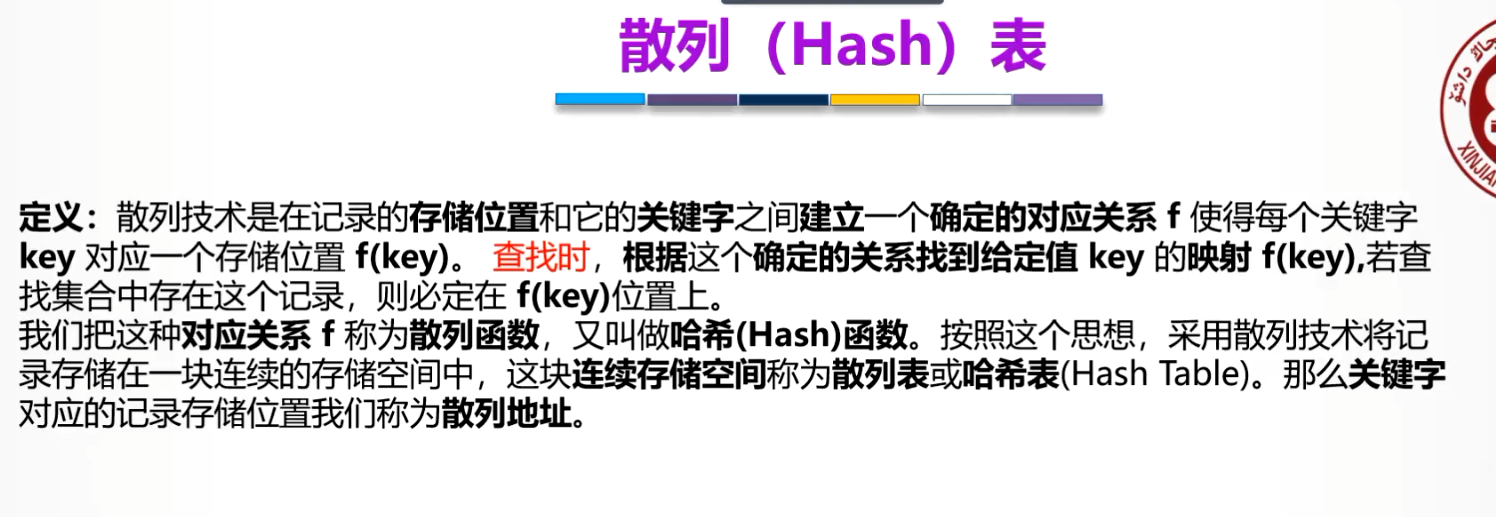 散列（Hash）表
定义：散列技术是在记录的存储位置和它的关键字之间建立一个确定的对应关系 f 使得每个关键字
key 对应一个存储位置 f(key)。 查找时，根据这个确定的关系找到给定值 key 的映射 f(key),若查
找集合中存在这个记录，则必定在 f(key)位置上。
我们把这种对应关系 f 称为散列函数，又叫做哈希(Hash)函数。按照这个思想，采用散列技术将记
录存储在一块连续的存储空间中，这块连续存储空间称为散列表或哈希表(Hash Table)。那么关键字
对应的记录存储位置我们称为散列地址。